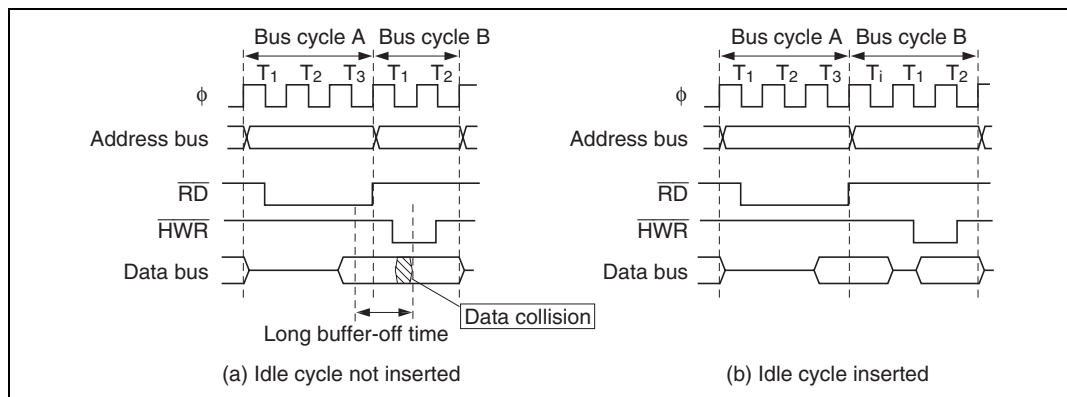 Bus cycle A Bus cycle B
T1 T2 T3 T1 T2
φ
Address bus
RD
HWR
Data bus
Data collision
Long buffer-off time
(a) Idle cycle not inserted
Bus cycle A Bus cycle B
T1 T2 T3 Ti T1 T2
φ
Address bus
RD
HWR
Data bus
(b) Idle cycle inserted